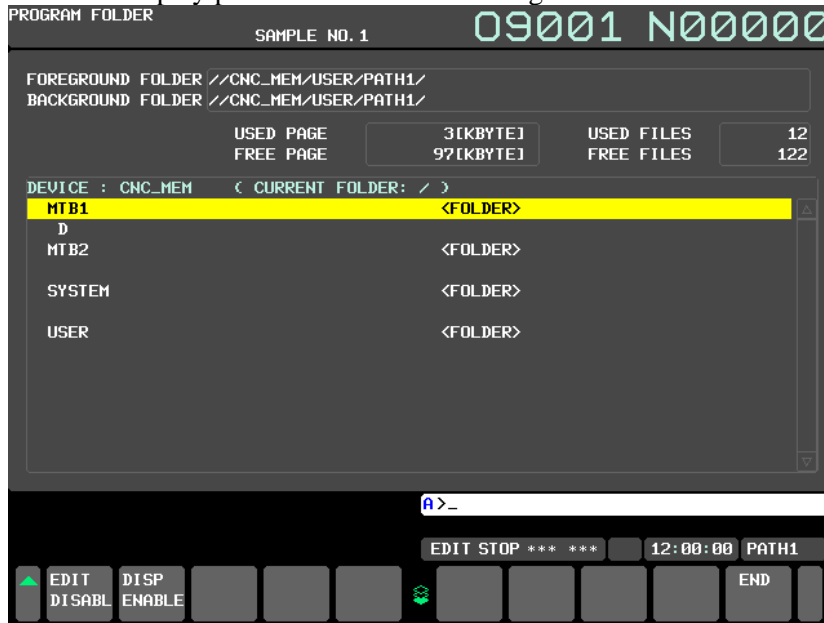 PROGRAM FOLDER
SAMPLE NO.1 O9001 N00000
FOREGROUND FOLDER //CNC_MEM/USER/PATH1/
BACKGROUND FOLDER //CNC_MEM/USER/PATH1/
USED PAGE 3[KBYTE] USED FILES 12
FREE PAGE 97[KBYTE] FREE FILES 122
DEVICE : CNC_MEM ( CURRENT FOLDER: / )
MTB1 <FOLDER>
D
MTB2 <FOLDER>
SYSTEM <FOLDER>
USER <FOLDER>
A>_
EDIT STOP *** *** 12:00:00 PATH1
EDIT DISP END
DISABL ENABLE